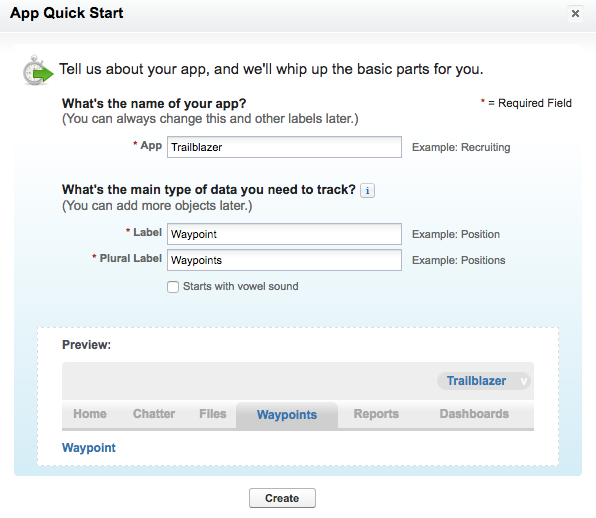 App Quick Start
Tell us about your app, and we'll whip up the basic parts for you.
What's the name of your app?
* = Required Field
(You can always change this and other labels later.)
* App Trailblazer Example: Recruiting
What's the main type of data you need to track? i
(You can add more objects later.)
* Label Waypoint Example: Position
* Plural Label Waypoints Example: Positions
Starts with vowel sound
Preview:
Trailblazer v
Home Chatter Files Waypoints Reports Dashboards
Waypoint
Create